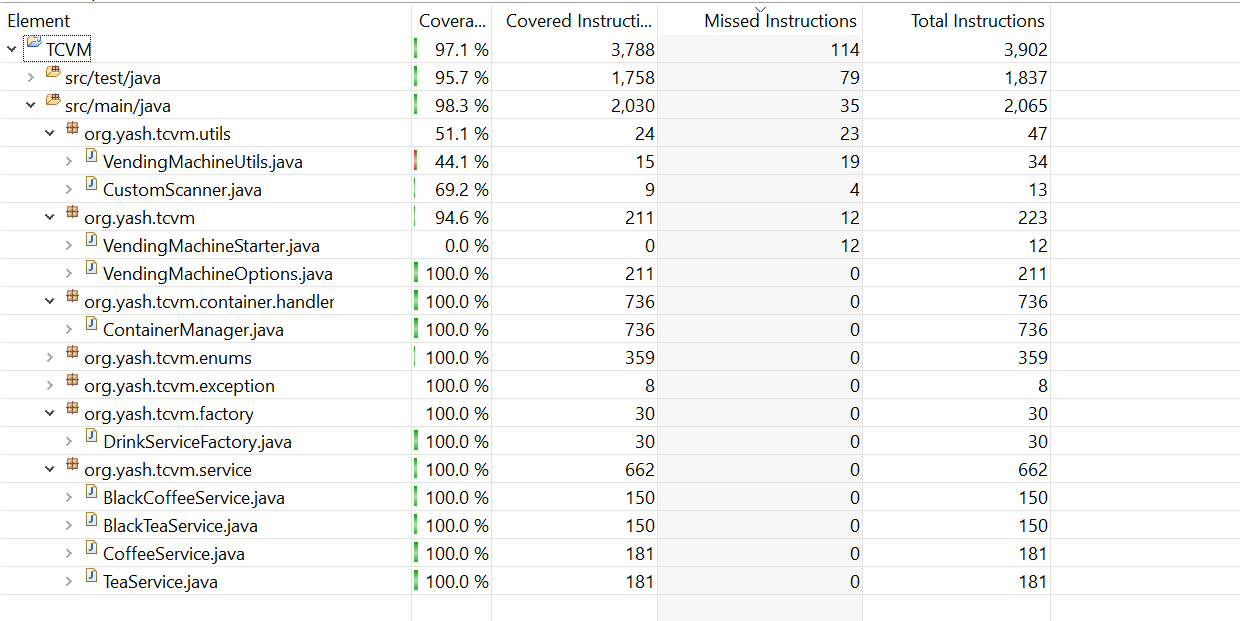 Element Covera... Covered Instructi... Missed Instructions Total Instructions
TCVM 97.1 % 3,788 114 3,902
src/test/java 95.7 % 1,758 79 1,837
src/main/java 98.3 % 2,030 35 2,065
org.yash.tcvm.utils 51.1 % 24 23 47
VendingMachineUtils.java 44.1 % 15 19 34
CustomScanner.java 69.2 % 9 4 13
org.yash.tcvm 94.6 % 211 12 223
VendingMachineStarter.java 0.0 % 0 12 12
VendingMachineOptions.java 100.0 % 211 0 211
org.yash.tcvm.container.handler 100.0 % 736 0 736
ContainerManager.java 100.0 % 736 0 736
org.yash.tcvm.enums 100.0 % 359 0 359
org.yash.tcvm.exception 100.0 % 8 0 8
org.yash.tcvm.factory 100.0 % 30 0 30
DrinkServiceFactory.java 100.0 % 30 0 30
org.yash.tcvm.service 100.0 % 662 0 662
BlackCoffeeService.java 100.0 % 150 0 150
BlackTeaService.java 100.0 % 150 0 150
CoffeeService.java 100.0 % 181 0 181
TeaService.java 100.0 % 181 0 181